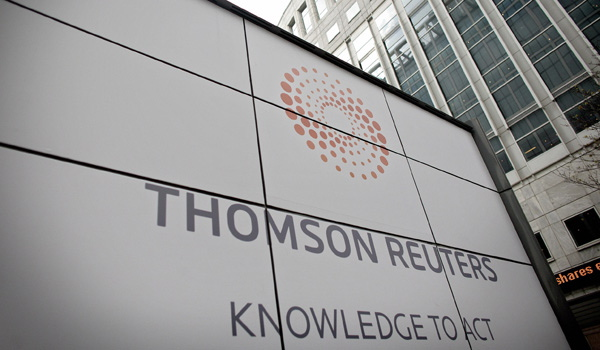 THOMSON REUTERS
KNOWLEDGE TO ACT
shares